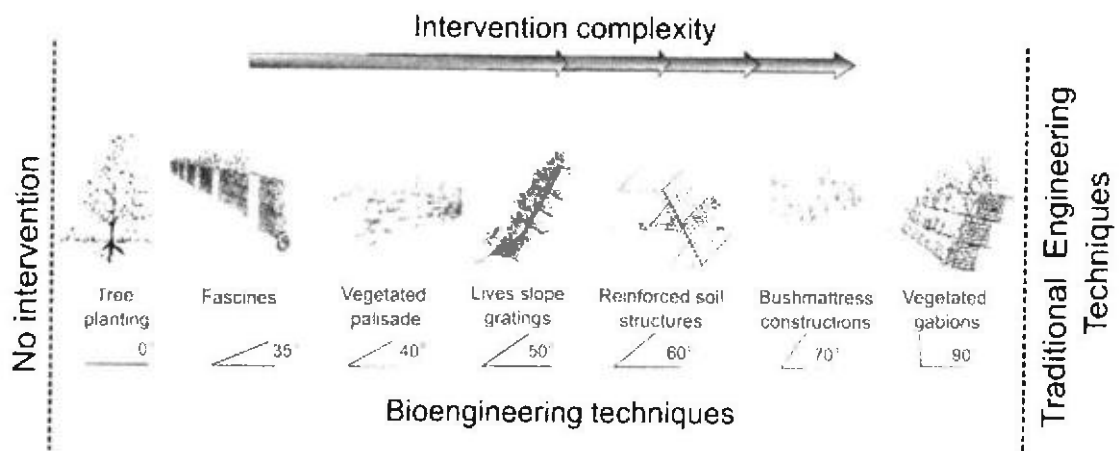 Intervention complexity
No intervention
Tree
planting
0°
Fascines
35°
Vegetated
palisade
40°
Lives slope
gratings
50°
Reinforced soil
structures
60°
Bushmattress
constructions
70°
Vegetated
gabions
90
Bioengineering techniques
Traditional Engineering
Techniques